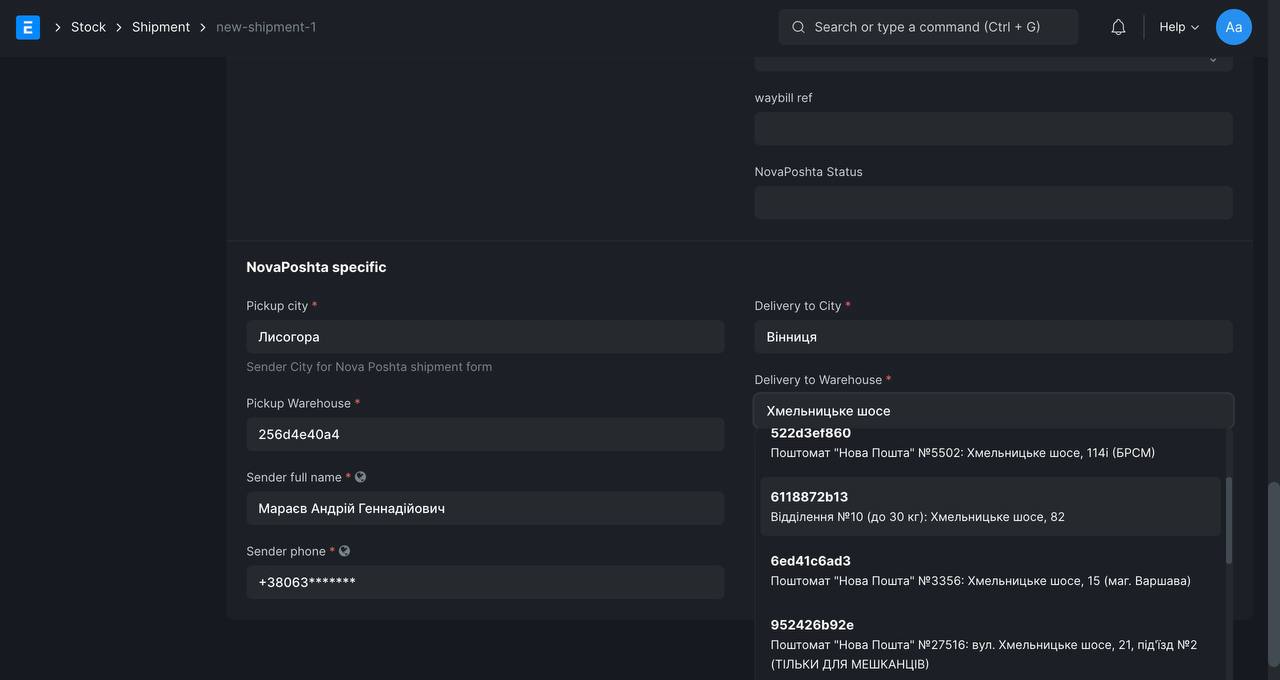 E
Stock
Shipment
new-shipment-1
Search or type a command (Ctrl + G)
Help
Aa
waybill ref
NovaPoshta Status
NovaPoshta specific
Pickup city *
Лисогора
Sender City for Nova Poshta shipment form
Pickup Warehouse *
256d4e40a4
Sender full name *
Мараєв Андрій Геннадійович
Sender phone *
+38063*******
Delivery to City *
Вінниця
Delivery to Warehouse *
Хмельницьке шосе
522d3ef860
Поштомат "Нова Пошта" №5502: Хмельницьке шосе, 114і (БРСМ)
6118872b13
Відділення №10 (до 30 кг): Хмельницьке шосе, 82
6ed41c6ad3
Поштомат "Нова Пошта" №3356: Хмельницьке шосе, 15 (маг. Варшава)
952426b92e
Поштомат "Нова Пошта" №27516: вул. Хмельницьке шосе, 21, під'їзд №2
(ТІЛЬКИ ДЛЯ МЕШКАНЦІВ)